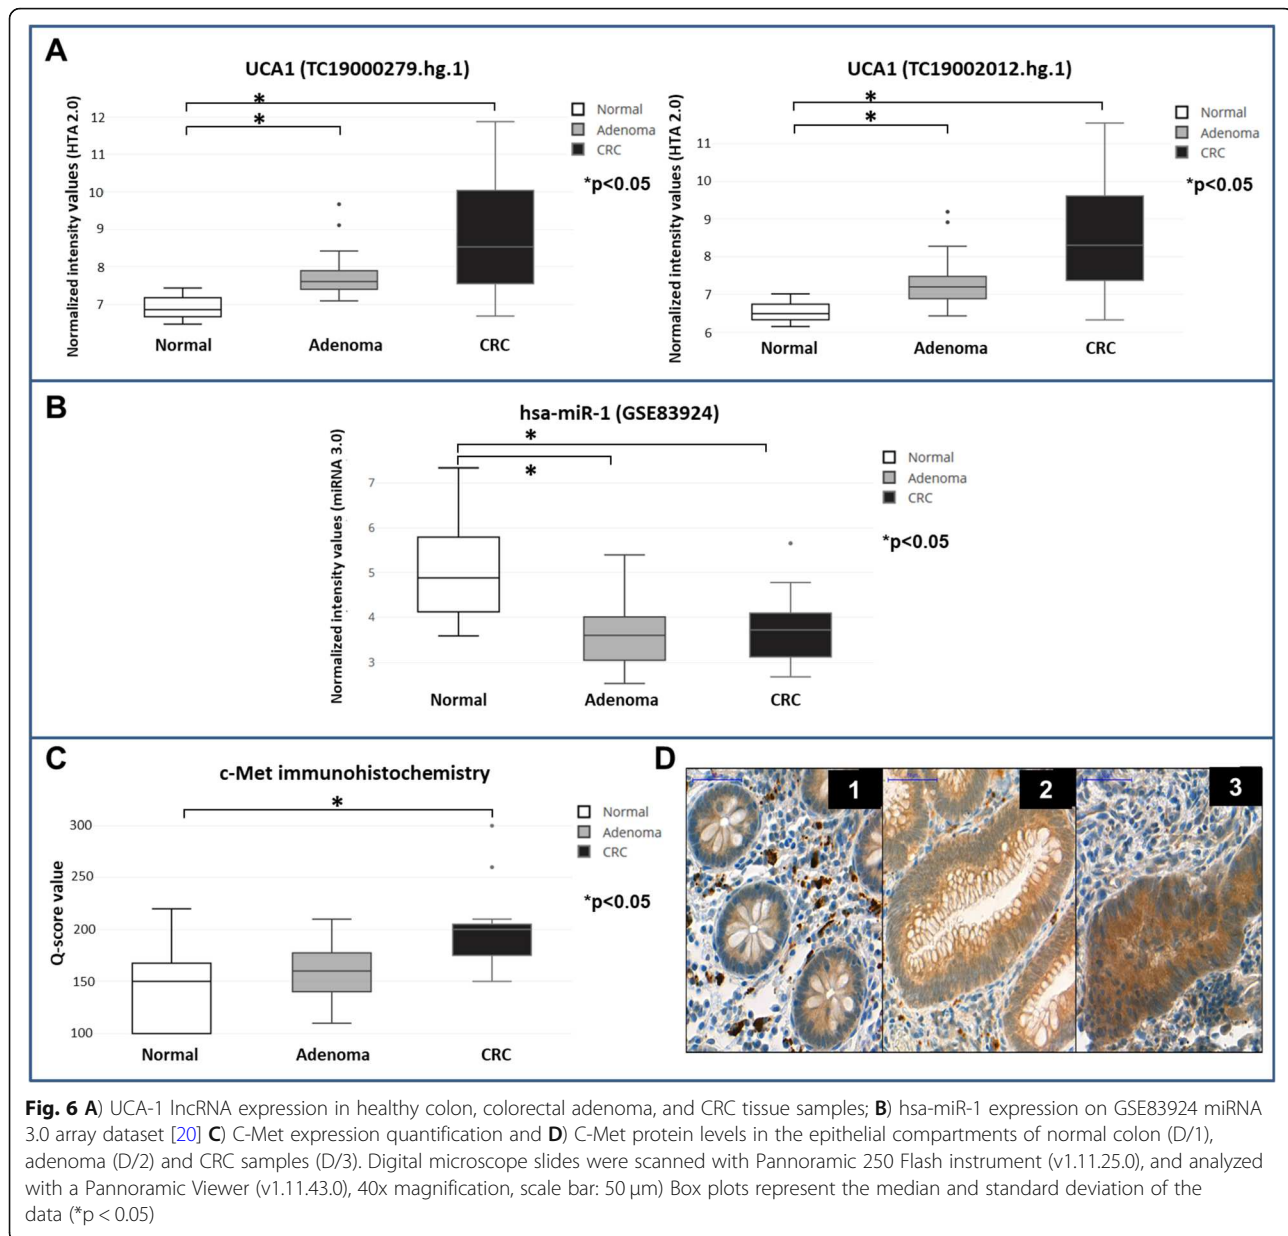 A
UCA1 (TC19000279.hg.1)
Normalized intensity values (HTA 2.0)
12
11
10
9
8
7
*
*
Normal
Adenoma
CRC
*p<0.05
Normal
Adenoma
CRC
UCA1 (TC19002012.hg.1)
Normalized intensity values (HTA 2.0)
11
10
9
8
7
6
*
*
Normal
Adenoma
CRC
*p<0.05
Normal
Adenoma
CRC
B
hsa-miR-1 (GSE83924)
Normalized intensity values (miRNA 3.0)
7
6
5
4
3
*
*
Normal
Adenoma
CRC
*p<0.05
Normal
Adenoma
CRC
C
c-Met immunohistochemistry
Q-score value
300
250
200
150
100
*
Normal
Adenoma
CRC
*p<0.05
Normal
Adenoma
CRC
D
1
2
3
Fig. 6 A) UCA-1 lncRNA expression in healthy colon, colorectal adenoma, and CRC tissue samples; B) hsa-miR-1 expression on GSE83924 miRNA
3.0 array dataset [20] C) C-Met expression quantification and D) C-Met protein levels in the epithelial compartments of normal colon (D/1),
adenoma (D/2) and CRC samples (D/3). Digital microscope slides were scanned with Pannoramic 250 Flash instrument (v1.11.25.0), and analyzed
with a Pannoramic Viewer (v1.11.43.0), 40x magnification, scale bar: 50 μm) Box plots represent the median and standard deviation of the
data (*p < 0.05)